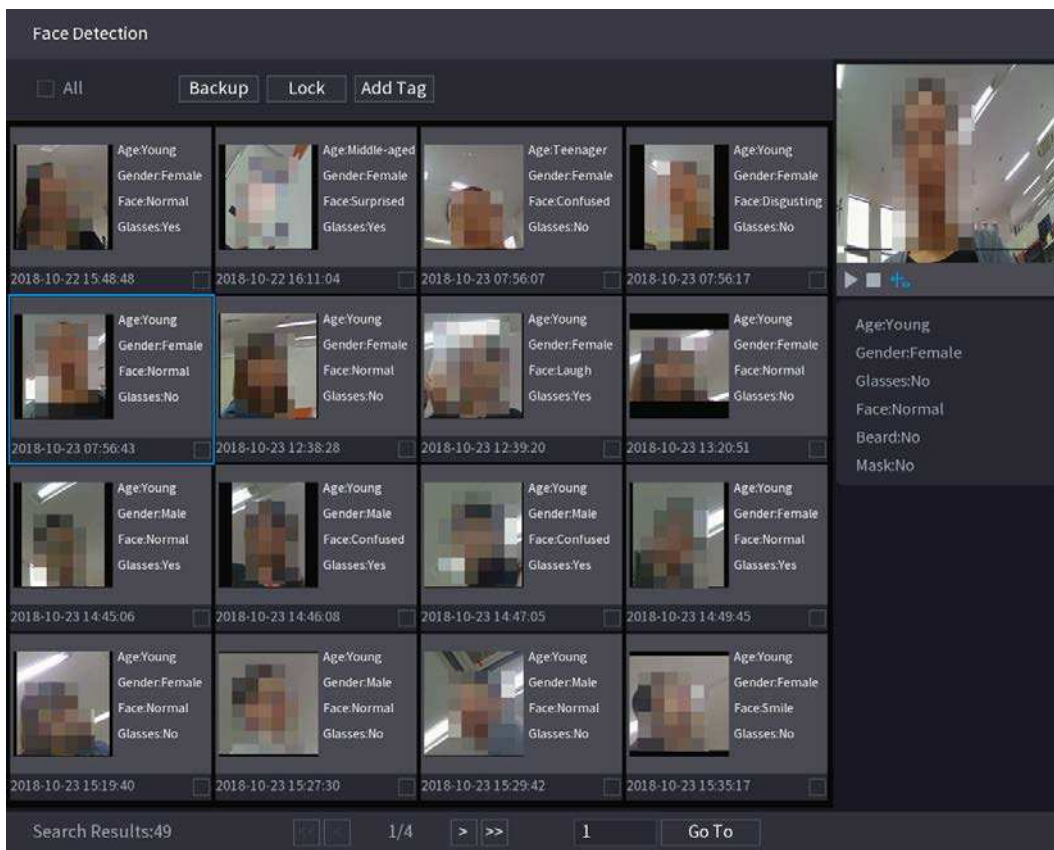 Face Detection
All
Backup Lock Add Tag
Age:Young
Gender:Female
Face:Normal
Glasses:Yes
2018-10-22 15:48:48
Age:Middle-aged
Gender:Female
Face:Surprised
Glasses:Yes
2018-10-22 16:11:04
Age:Teenager
Gender:Female
Face:Confused
Glasses:No
2018-10-23 07:56:07
Age:Young
Gender:Female
Face:Disgusting
Glasses:No
2018-10-23 07:56:17
Age:Young
Gender:Female
Face:Normal
Glasses:No
2018-10-23 07:56:43
Age:Young
Gender:Female
Face:Normal
Glasses:No
2018-10-23 12:38:28
Age:Young
Gender:Female
Face:Laugh
Glasses:Yes
2018-10-23 12:39:20
Age:Young
Gender:Female
Face:Normal
Glasses:No
2018-10-23 13:20:51
Age:Young
Gender:Male
Face:Normal
Glasses:Yes
2018-10-23 14:45:06
Age:Young
Gender:Male
Face:Confused
Glasses:Yes
2018-10-23 14:46:08
Age:Young
Gender:Male
Face:Confused
Glasses:Yes
2018-10-23 14:47:05
Age:Young
Gender:Female
Face:Normal
Glasses:Yes
2018-10-23 14:49:45
Age:Young
Gender:Female
Face:Normal
Glasses:No
2018-10-23 15:19:40
Age:Young
Gender:Male
Face:Normal
Glasses:No
2018-10-23 15:27:30
Age:Young
Gender:Male
Face:Normal
Glasses:No
2018-10-23 15:29:42
Age:Young
Gender:Female
Face:Smile
Glasses:No
2018-10-23 15:35:17
Age:Young
Gender:Female
Glasses:No
Face:Normal
Beard:No
Mask:No
Search Results:49 << < 1/4 > >> 1 Go To